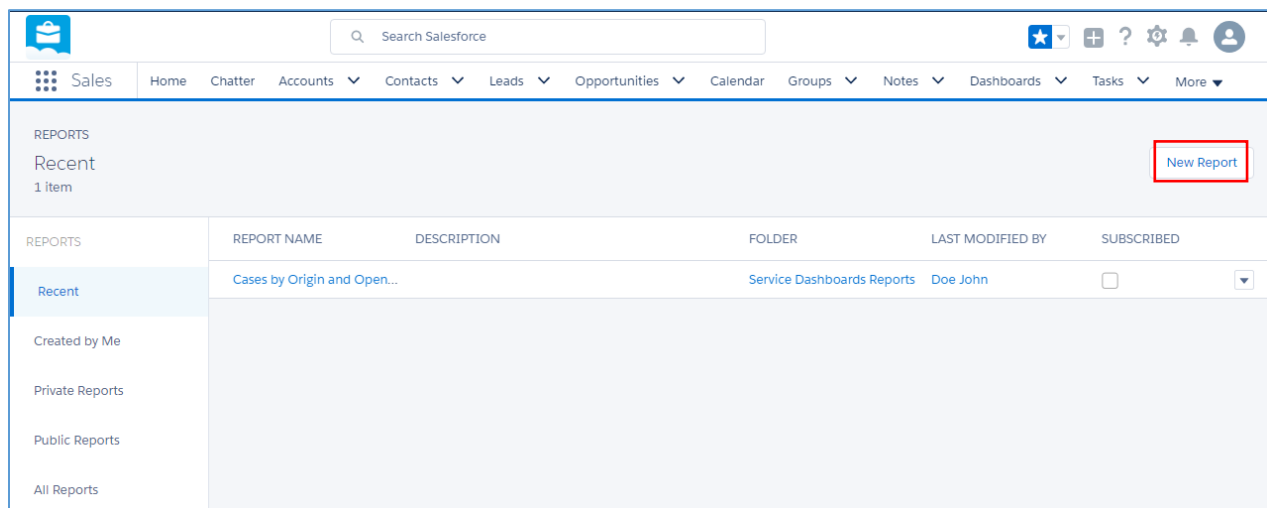 Search Salesforce
Sales Home Chatter Accounts Contacts Leads Opportunities Calendar Groups Notes Dashboards Tasks More
REPORTS
Recent
1 item
New Report
REPORTS
REPORT NAME DESCRIPTION FOLDER LAST MODIFIED BY SUBSCRIBED
Recent
Cases by Origin and Open... Service Dashboards Reports Doe John
Created by Me
Private Reports
Public Reports
All Reports